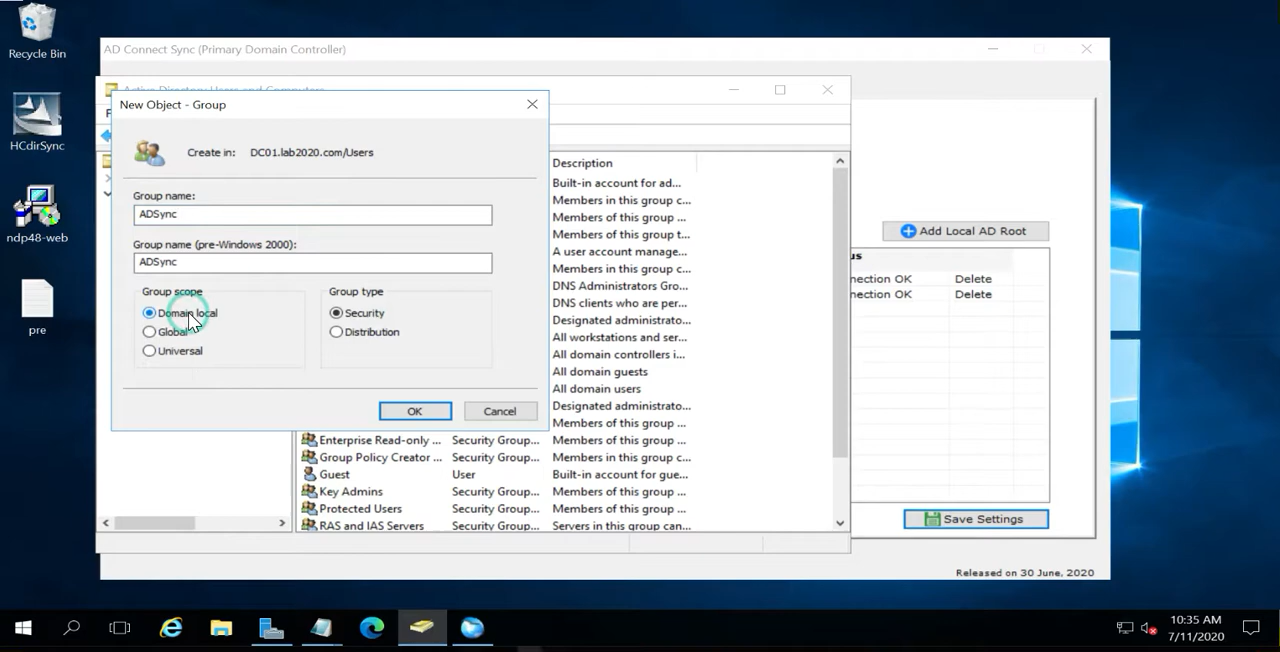 Recycle Bin
HCdirSync
ndp48-web
pre
AD Connect Sync (Primary Domain Controller)
New Object - Group
Create in: DC01.lab2020.com/Users
Group name:
ADSync
Group name (pre-Windows 2000):
ADSync
Group scope
Domain local
Global
Universal
Group type
Security
Distribution
OK Cancel
Description
Built-in account for ad...
Members in this group c...
Members of this group ...
Members of this group t...
A user account manage...
Members in this group c...
DNS Administrators Gro...
DNS clients who are per...
Designated administrato...
All workstations and ser...
All domain controllers i...
All domain guests
All domain users
Designated administrato...
Members of this group ...
Enterprise Read-only ... Security Group... Members of this group ...
Group Policy Creator ... Security Group... Members in this group c...
Guest User Built-in account for gue...
Key Admins Security Group... Members of this group ...
Protected Users Security Group... Members of this group ...
RAS and IAS Servers Security Group... Servers in this group can...
Add Local AD Root
us
nection OK Delete
nection OK Delete
Save Settings
Released on 30 June, 2020
10:35 AM
7/11/2020